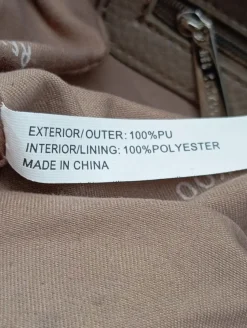 EXTERIOR/OUTER: 100%PU
INTERIOR/LINING: 100%POLYESTER
MADE IN CHINA